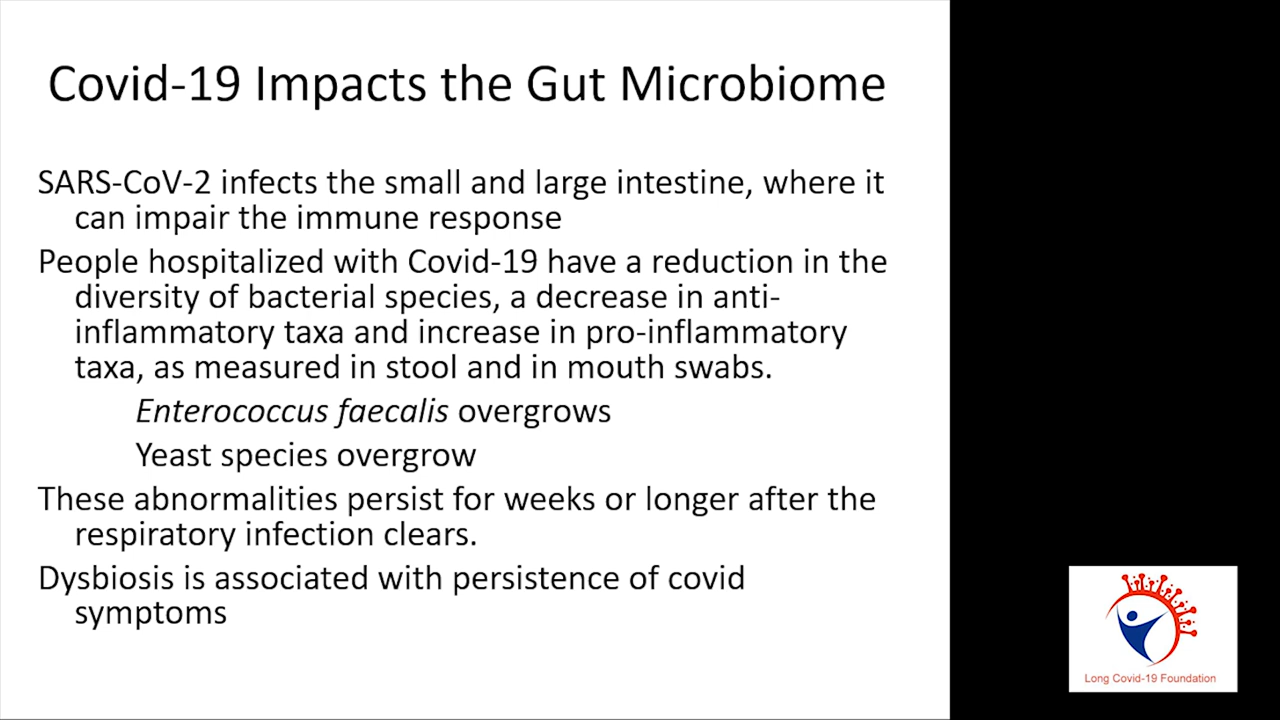 Covid-19 Impacts the Gut Microbiome
SARS-CoV-2 infects the small and large intestine, where it
can impair the immune response
People hospitalized with Covid-19 have a reduction in the
diversity of bacterial species, a decrease in anti-
inflammatory taxa and increase in pro-inflammatory
taxa, as measured in stool and in mouth swabs.
Enterococcus faecalis overgrows
Yeast species overgrow
These abnormalities persist for weeks or longer after the
respiratory infection clears.
Dysbiosis is associated with persistence of covid
symptoms
Long Covid-19 Foundation